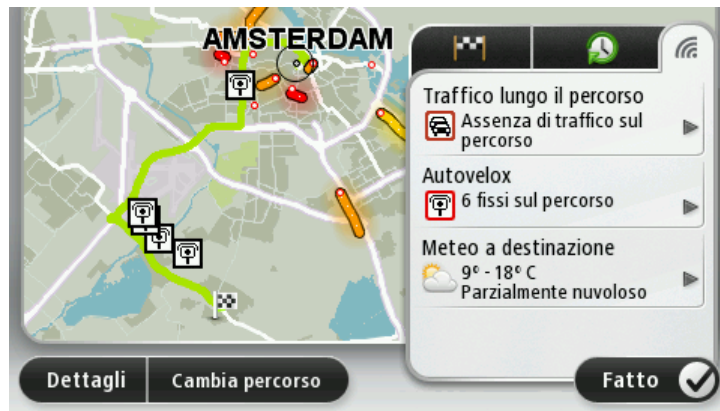 AMSTERDAM
Traffico lungo il percorso
Assenza di traffico sul
percorso
Autovelox
6 fissi sul percorso
Meteo a destinazione
9° - 18° C
Parzialmente nuvoloso
Dettagli
Cambia percorso
Fatto